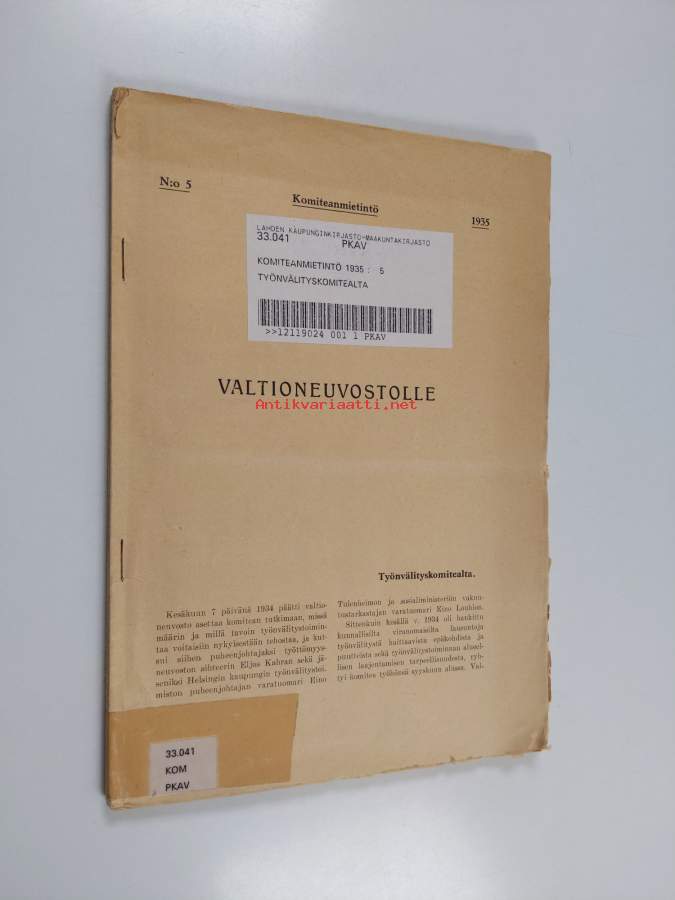 N:o 5
Komiteanmietintö
1935
LAHDEN KAUPUNGINKIRJASTO-MAAKUNTAKIRJASTO
33.041 PKAV
KOMITEANMIETINTÖ 1935 : 5
TYÖNVÄLITYSKOMITEALTA
>>12119024 001 1 PKAV
VALTIONEUVOSTOLLE
Antikvariaatti.net
Työnvälityskomitealta.
Kesäkuun 7 päivänä 1934 päätti valtio-
neuvosto asettaa komitean tutkimaan, missä
määrin ja millä tavoin työnvälitystoimin-
taa voitaisiin nykyisestään tehostaa, ja kut-
sui siihen puheenjohtajaksi työttömyys-
neuvoston sihteerin Eljas Kahran sekä jä-
seniksi Helsingin kaupungin työnvälitystoi-
miston puheenjohtajan varatuomari Eino
Tulenheimon ja sosialiministeriön vakuu-
tustarkastajan varatuomari Eino Louhion.
Sittenkuin kesällä v. 1934 oli hankittu
kunnallisilta viranomaisilta lausuntoja
työnvälitystä haittaavista epäkohdista ja
puutteista sekä työnvälitystoiminnan alueel-
lisen laajentamisen tarpeellisuudesta, ryh-
tyi komitea työhönsä syyskuun alussa. Val-
33.041
KOM
PKAV